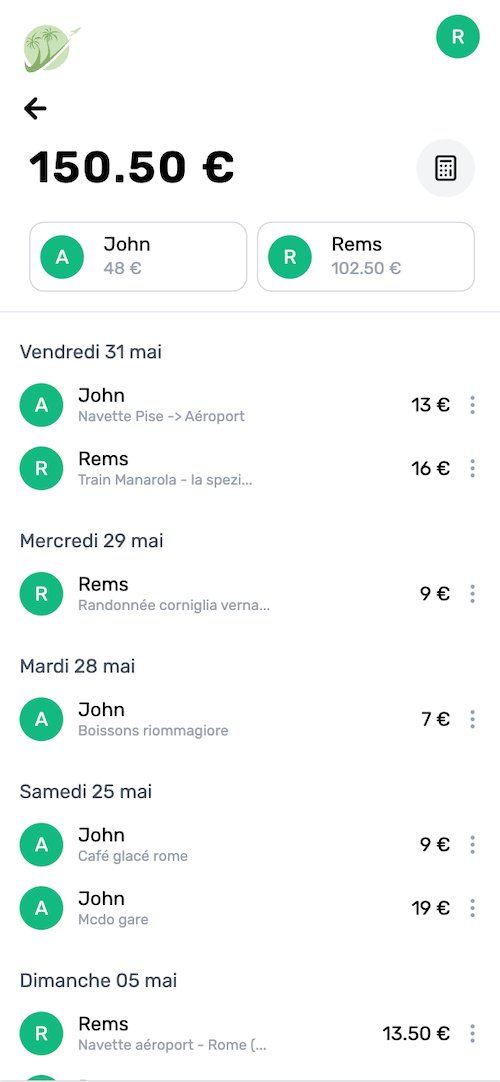 R
150.50 €
A
John
48 €
R
Rems
102.50 €
Vendredi 31 mai
A
John
Navette Pise -> Aéroport
13 €
R
Rems
Train Manarola - la spezi...
16 €
Mercredi 29 mai
R
Rems
Randonnée corniglia verna...
9 €
Mardi 28 mai
A
John
Boissons riommagiore
7 €
Samedi 25 mai
A
John
Café glacé rome
9 €
A
John
Mcdo gare
19 €
Dimanche 05 mai
R
Rems
Navette aéroport - Rome (...
13.50 €